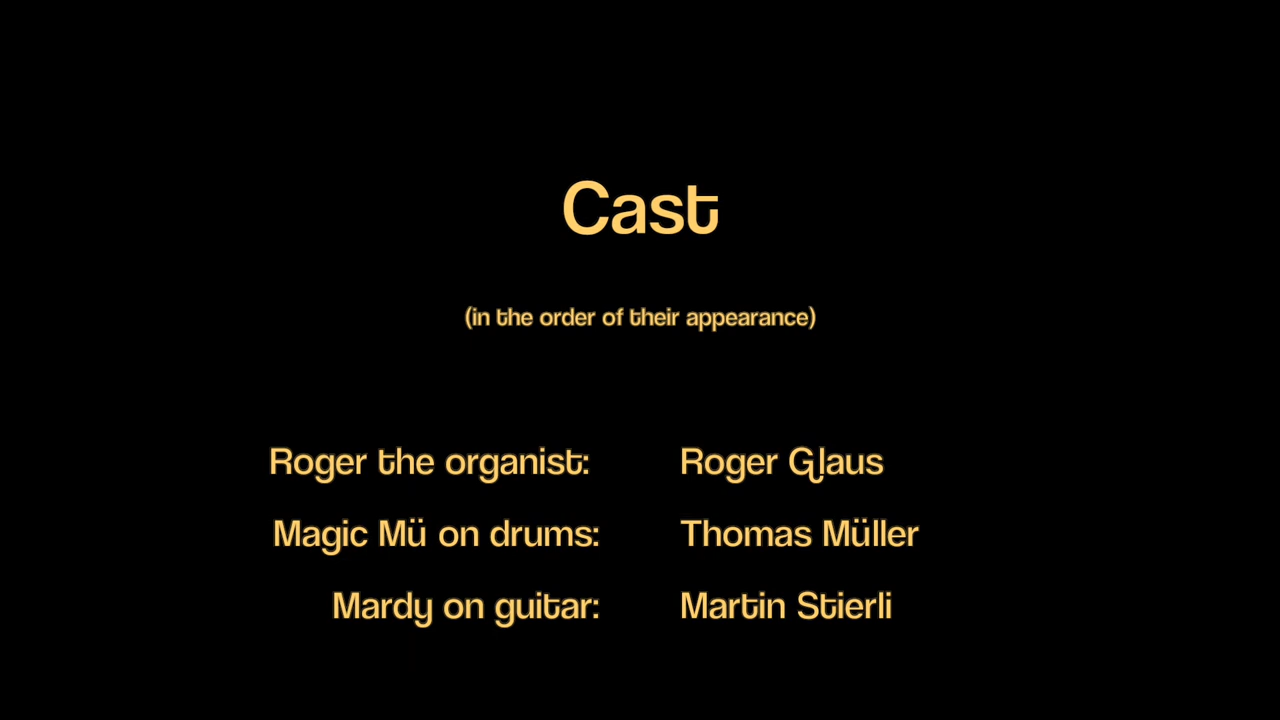 Cast
(in the order of their appearance)
Roger the organist: Roger Glaus
Magic Mü on drums: Thomas Müller
Mardy on guitar: Martin Stierli